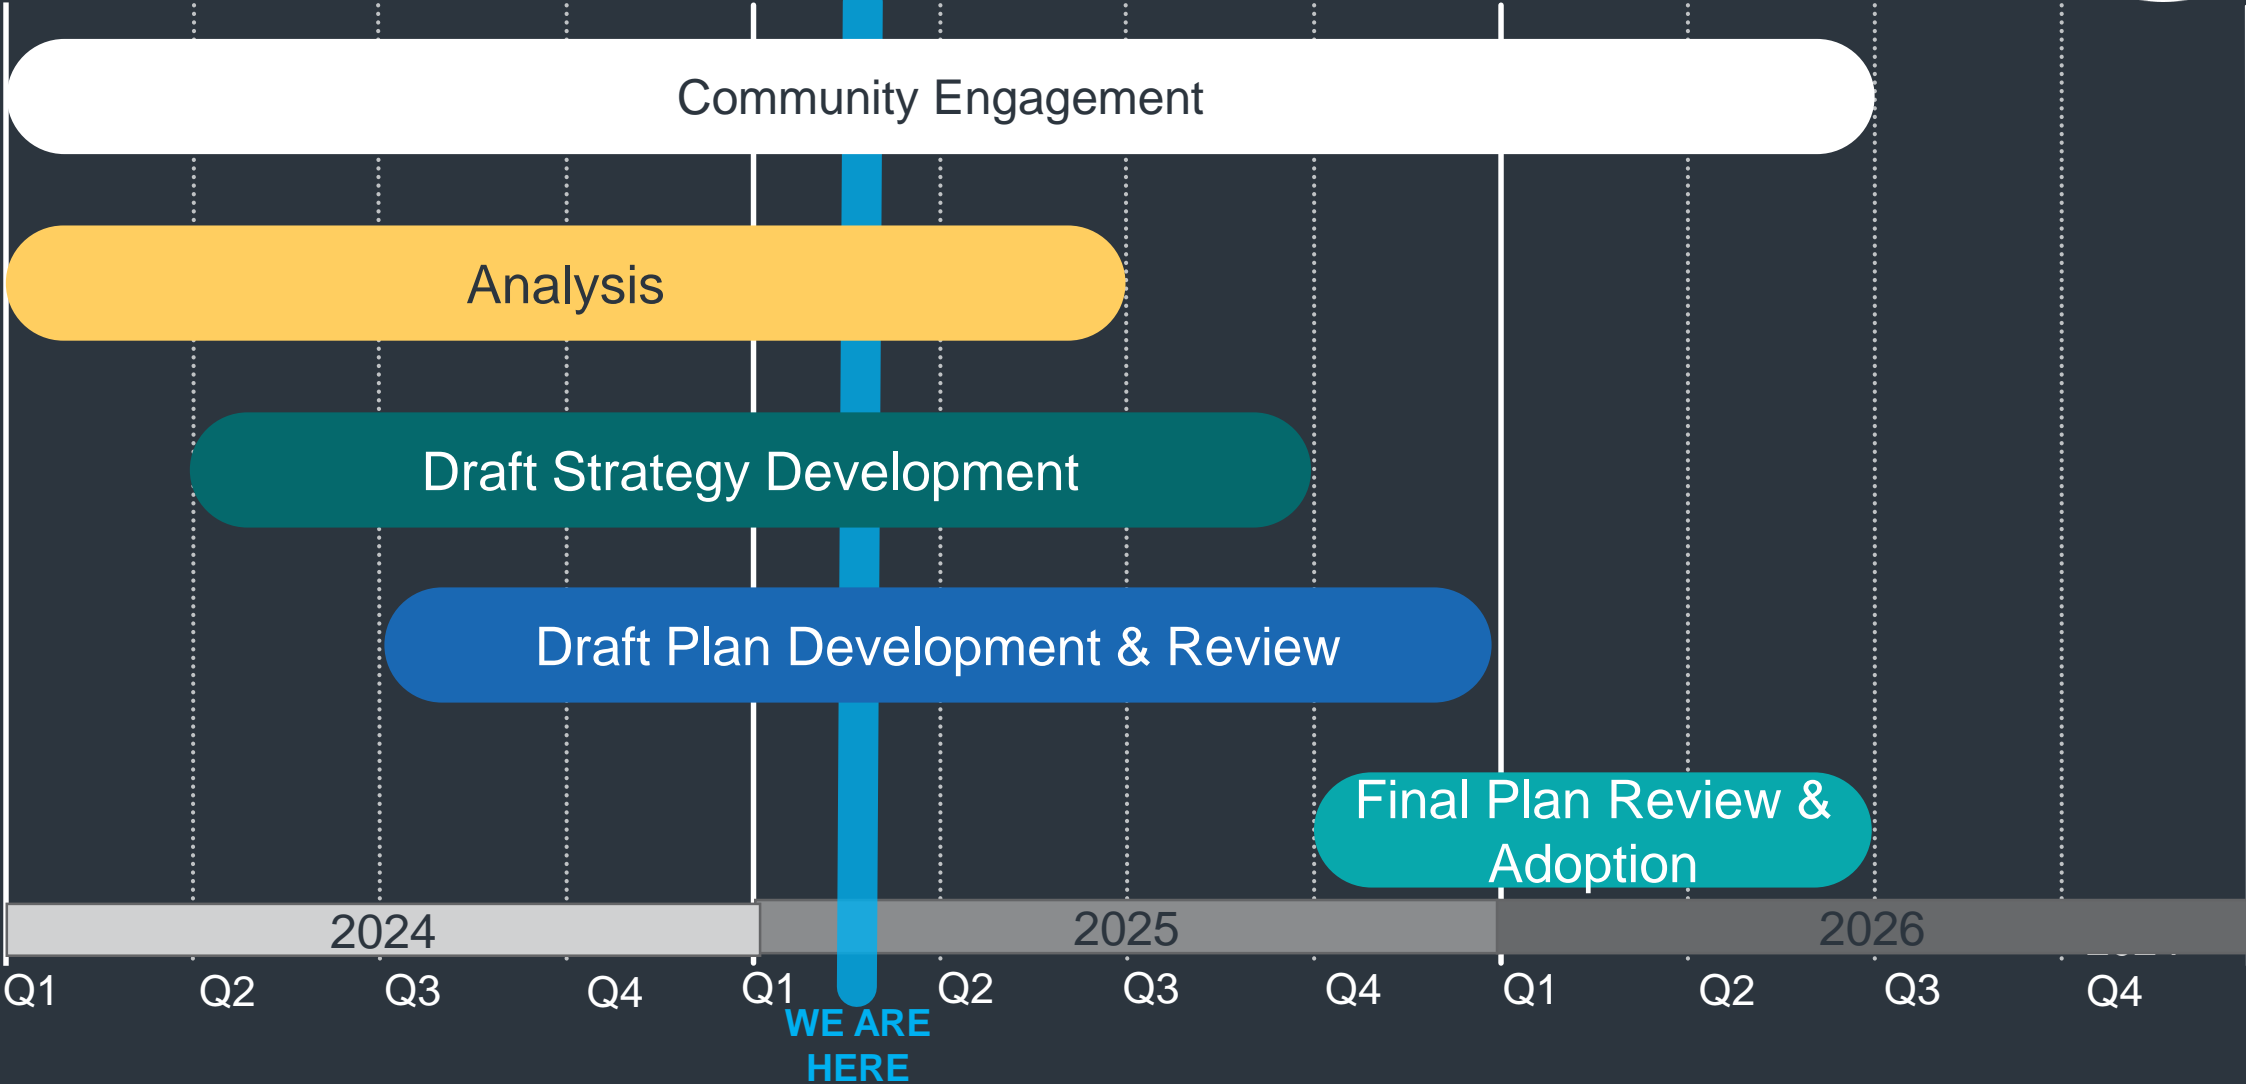 Community Engagement
Analysis
Draft Strategy Development
Draft Plan Development & Review
Final Plan Review &
Adoption
2024
2025
2026
Q1
Q2
Q3
Q4
Q1
Q2
Q3
Q4
Q1
Q2
Q3
Q4
WE ARE
HERE